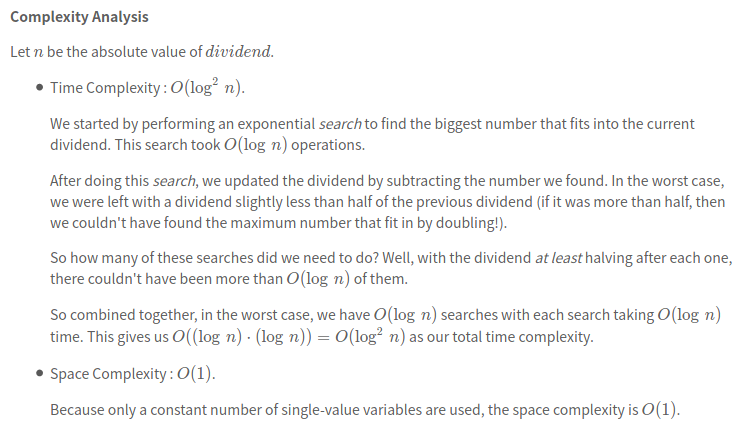 Complexity Analysis
Let n be the absolute value of dividend.
• Time Complexity : O(log² n).
We started by performing an exponential search to find the biggest number that fits into the current
dividend. This search took O(log n) operations.
After doing this search, we updated the dividend by subtracting the number we found. In the worst case,
we were left with a dividend slightly less than half of the previous dividend (if it was more than half, then
we couldn't have found the maximum number that fit in by doubling!).
So how many of these searches did we need to do? Well, with the dividend at least halving after each one,
there couldn't have been more than O(log n) of them.
So combined together, in the worst case, we have O(log n) searches with each search taking O(log n)
time. This gives us O((log n) · (log n)) = O(log² n) as our total time complexity.
• Space Complexity : O(1).
Because only a constant number of single-value variables are used, the space complexity is O(1).